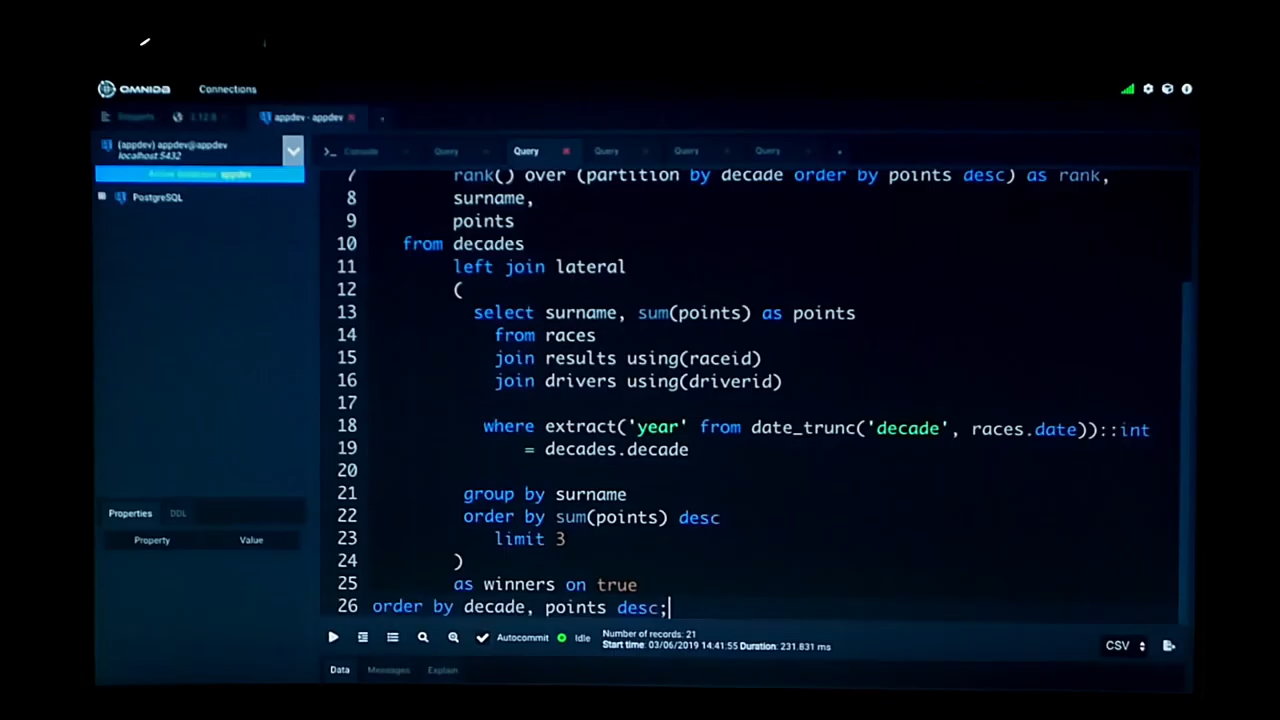 OMNIDB Connections
appdev - appdev
(appdev) appdev@appdev
localhost:5432
Active database: appdev
PostgreSQL
Console Query Query Query Query Query
7 rank() over (partition by decade order by points desc) as rank,
8 surname,
9 points
10 from decades
11 left join lateral
12 (
13 select surname, sum(points) as points
14 from races
15 join results using(raceid)
16 join drivers using(driverid)
17
18 where extract('year' from date_trunc('decade', races.date))::int
19 = decades.decade
20
21 group by surname
22 order by sum(points) desc
23 limit 3
24 )
25 as winners on true
26 order by decade, points desc;
Properties DDL
Property Value
Autocommit Idle
Number of records: 21
Start time: 03/06/2019 14:41:55 Duration: 231.831 ms
CSV
Data Messages Explain